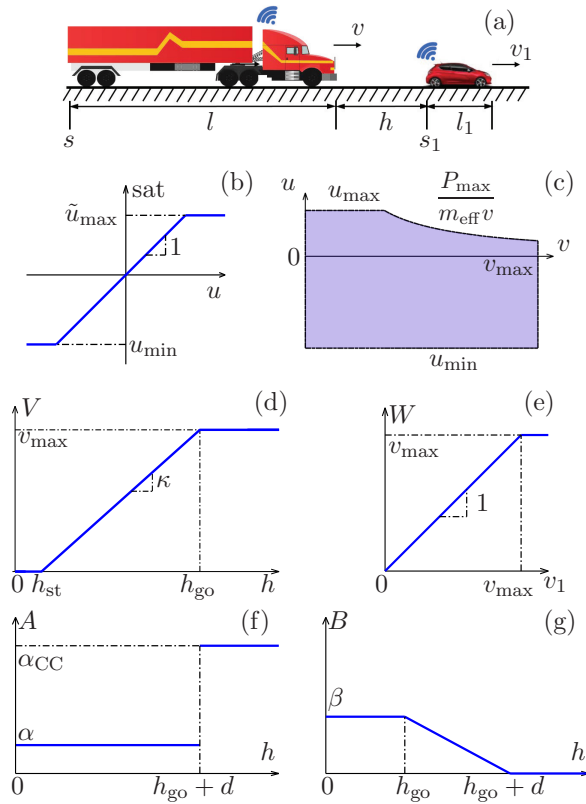 (a)
v
v₁
s
l
h
s₁
l₁
(b)
sat
ũmax
1
u
umin
(c)
u
umax
Pmax
meff v
0
v
vmax
umin
(d)
V
vmax
κ
0
hst
hgo
h
(e)
W
vmax
1
0
vmax
v₁
(f)
A
αCC
α
0
hgo + d
h
(g)
B
β
0
hgo
hgo + d
h